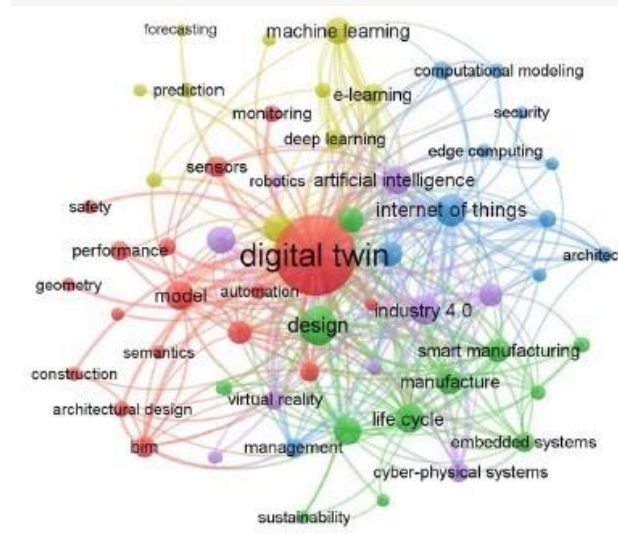 forecasting
machine learning
computational modeling
prediction
e-learning
monitoring
security
deep learning
edge computing
sensors
robotics
artificial intelligence
safety
internet of things
performance
digital twin
architec
geometry
model
automation
industry 4.0
design
semantics
smart manufacturing
construction
manufacture
virtual reality
architectural design
life cycle
bim
management
embedded systems
cyber-physical systems
sustainability